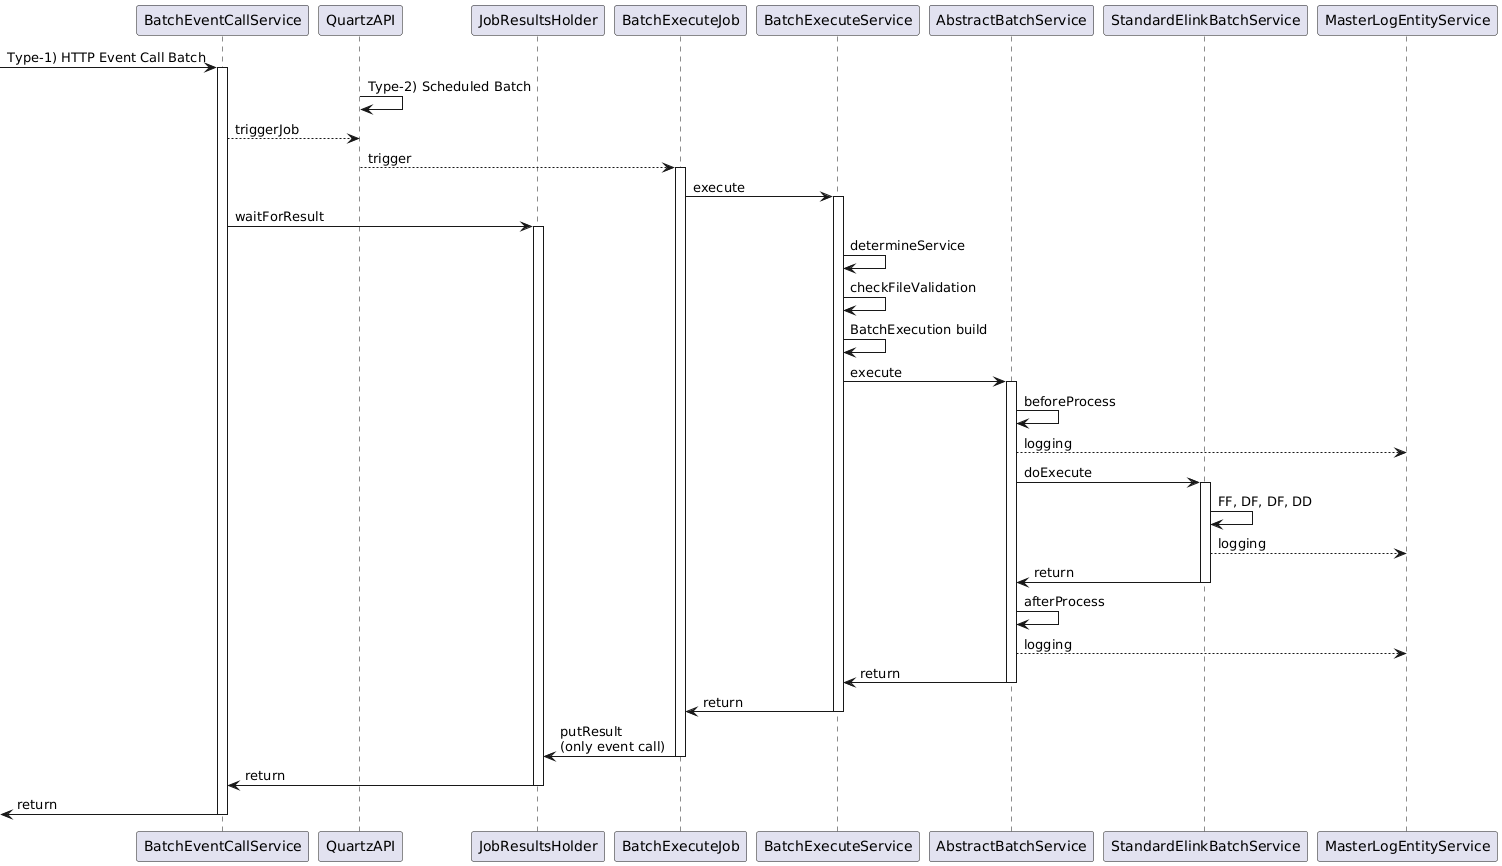 BatchEventCallService
QuartzAPI
JobResultsHolder
BatchExecuteJob
BatchExecuteService
AbstractBatchService
StandardElinkBatchService
MasterLogEntityService
Type-1) HTTP Event Call Batch
Type-2) Scheduled Batch
triggerJob
trigger
execute
waitForResult
determineService
checkFileValidation
BatchExecution build
execute
beforeProcess
logging
doExecute
FF, DF, DF, DD
logging
return
afterProcess
logging
return
return
putResult
(only event call)
return
return
BatchEventCallService
QuartzAPI
JobResultsHolder
BatchExecuteJob
BatchExecuteService
AbstractBatchService
StandardElinkBatchService
MasterLogEntityService